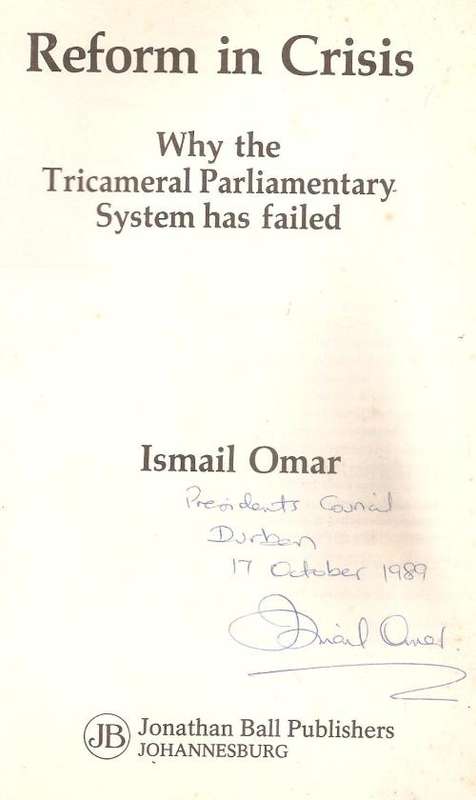 Reform in Crisis
Why the
Tricameral Parliamentary
System has failed
Ismail Omar
Presidents Council
Durban
17 October 1989
Ismail Omar.
JB Jonathan Ball Publishers
JOHANNESBURG